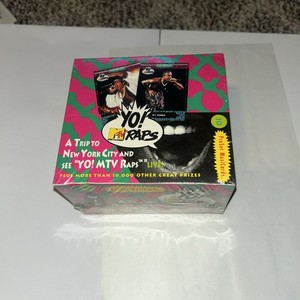 YO!
MTV
RAPS
A TRIP TO
NEW YORK CITY AND
SEE "YO! MTV RAPS
LIVE"
PLUS MORE THAN 10,000 OTHER GREAT PRIZES